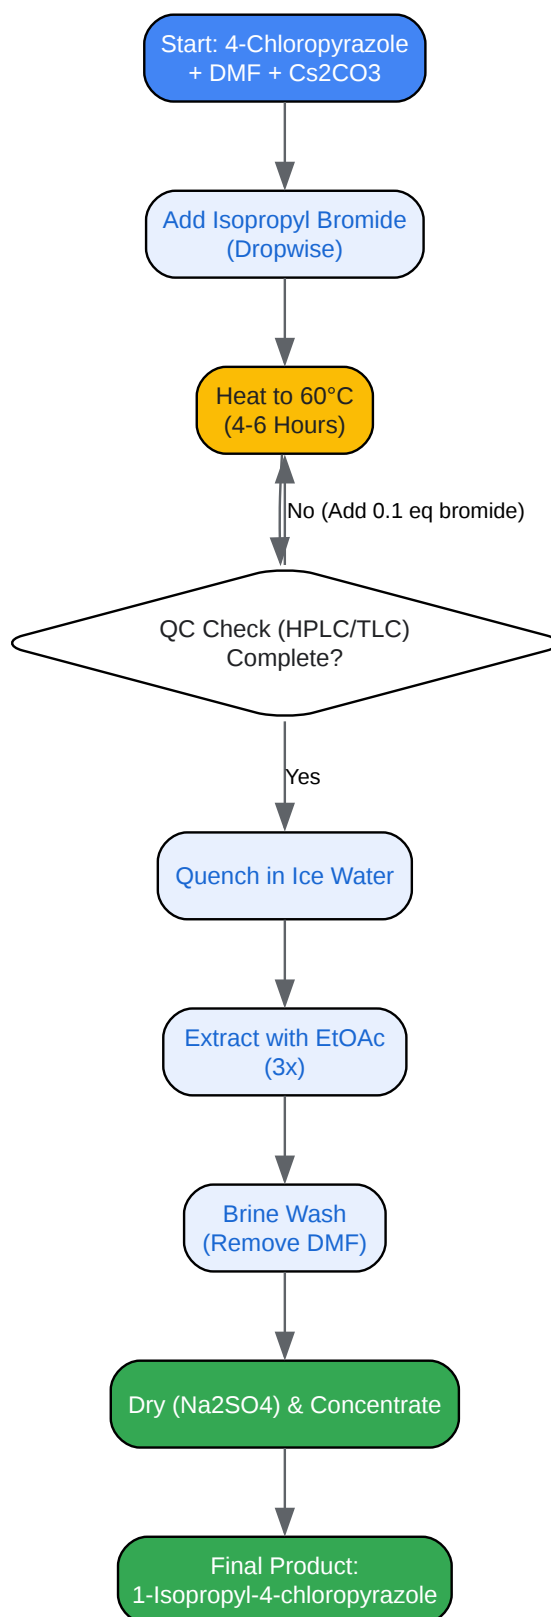 Start: 4-Chloropyrazole
+ DMF + Cs2CO3
Add Isopropyl Bromide
(Dropwise)
Heat to 60°C
(4-6 Hours)
No (Add 0.1 eq bromide)
QC Check (HPLC/TLC)
Complete?
Yes
Quench in Ice Water
Extract with EtOAc
(3x)
Brine Wash
(Remove DMF)
Dry (Na2SO4) & Concentrate
Final Product:
1-Isopropyl-4-chloropyrazole